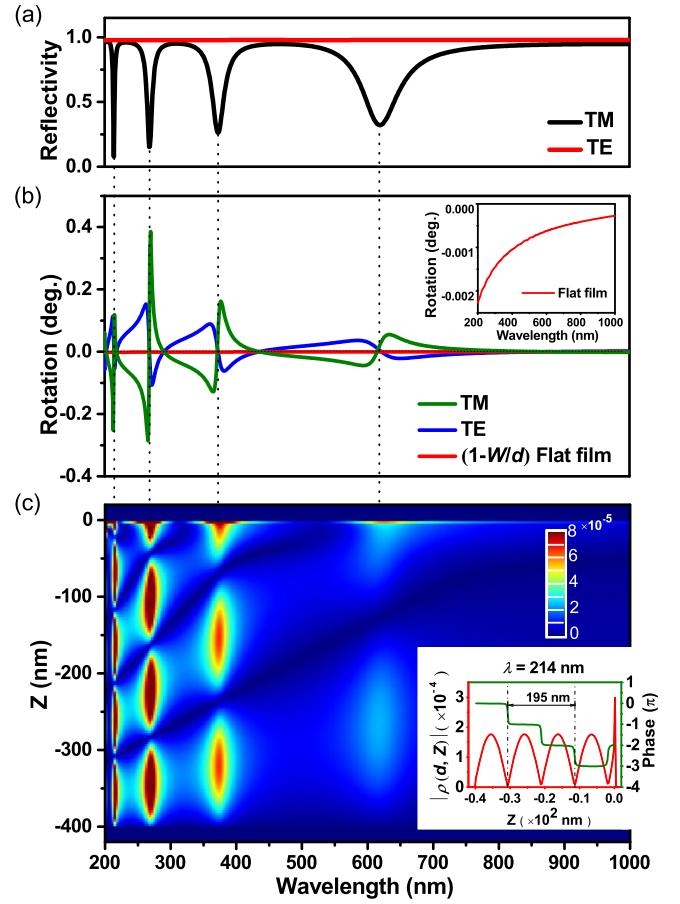 (a)
1.0
0.5
0.0
Reflectivity
TM
TE
(b)
0.4
0.2
0.0
-0.2
-0.4
Rotation (deg.)
0.000
-0.001
-0.002
Rotation (deg.)
Flat film
200 400 600 800 1000
Wavelength (nm)
TM
TE
(1-W/d) Flat film
(c)
0
-100
-200
-300
-400
Z (nm)
8 ×10⁻⁵
6
4
2
0
λ = 214 nm
3
2
1
0
|ρ(d, Z)| (×10⁻⁴)
195 nm
1
0
-1
-2
-3
-4
Phase (π)
-0.4 -0.3 -0.2 -0.1 0.0
Z (×10² nm)
200 300 400 500 600 700 800 900 1000
Wavelength (nm)